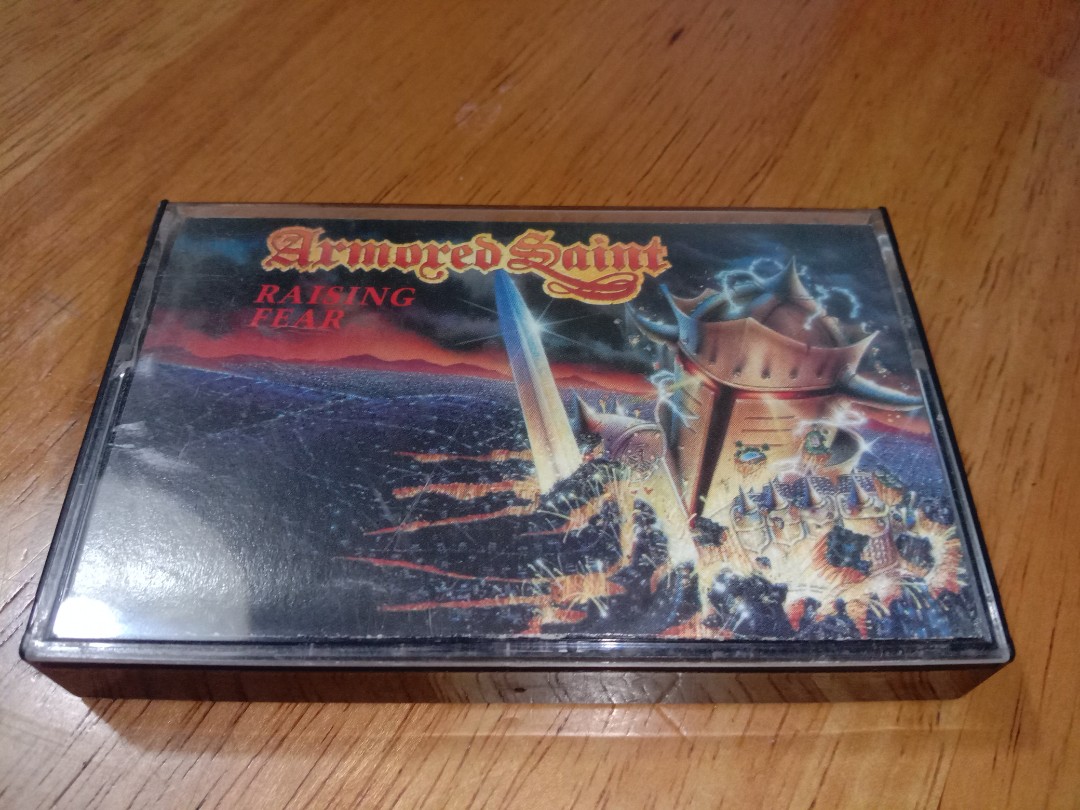 Armored Saint
RAISING
FEAR